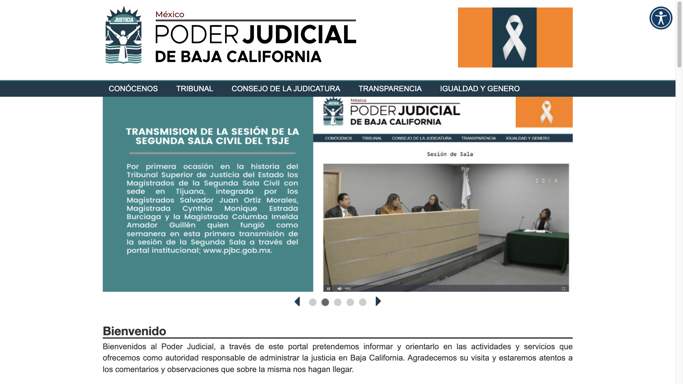 JUSTICIA
México
PODER JUDICIAL
DE BAJA CALIFORNIA
CONÓCENOS TRIBUNAL CONSEJO DE LA JUDICATURA TRANSPARENCIA IGUALDAD Y GENERO
TRANSMISION DE LA SESIÓN DE LA
SEGUNDA SALA CIVIL DEL TSJE
Por primera ocasión en la historia del
Tribunal Superior de Justicia del Estado los
Magistrados de la Segunda Sala Civil con
sede en Tijuana, integrada por los
Magistrados Salvador Juan Ortiz Morales,
Magistrada Cynthia Monique Estrada
Burciaga y la Magistrada Columba Imelda
Amador Guillén quien fungió como
semanera en esta primera transmisión de
la sesión de la Segunda Sala a través del
portal institucional; www.pjbc.gob.mx.
México
PODER JUDICIAL
DE BAJA CALIFORNIA
CONÓCENOS TRIBUNAL CONSEJO DE LA JUDICATURA TRANSPARENCIA IGUALDAD Y GENERO
Sesión de Sala
Bienvenido
Bienvenidos al Poder Judicial, a través de este portal pretendemos informar y orientarlo en las actividades y servicios que
ofrecemos como autoridad responsable de administrar la justicia en Baja California. Agradecemos su visita y estaremos atentos a
los comentarios y observaciones que sobre la misma nos hagan llegar.